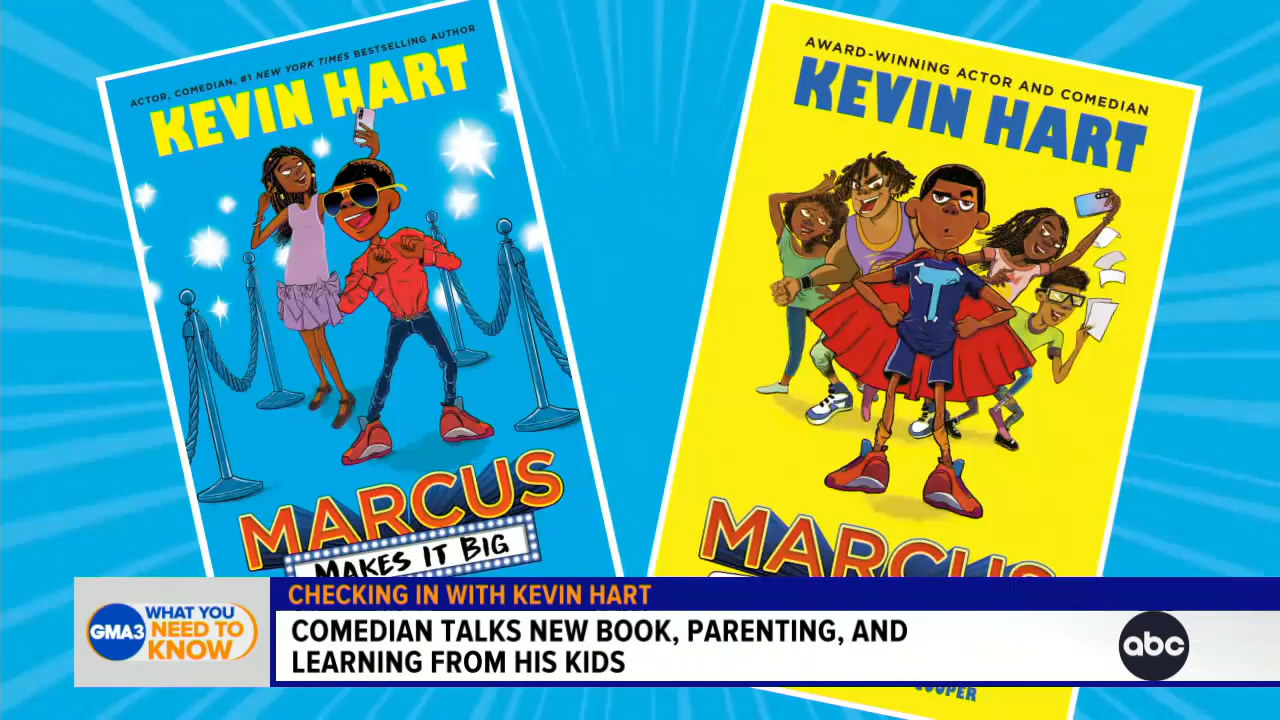 ACTOR, COMEDIAN, #1 NEW YORK TIMES BESTSELLING AUTHOR
KEVIN HART
MARCUS
MAKES IT BIG
AWARD-WINNING ACTOR AND COMEDIAN
KEVIN HART
T
MARCUS
COOPER
GMA3
WHAT YOU
NEED TO
KNOW
CHECKING IN WITH KEVIN HART
COMEDIAN TALKS NEW BOOK, PARENTING, AND
LEARNING FROM HIS KIDS
abc